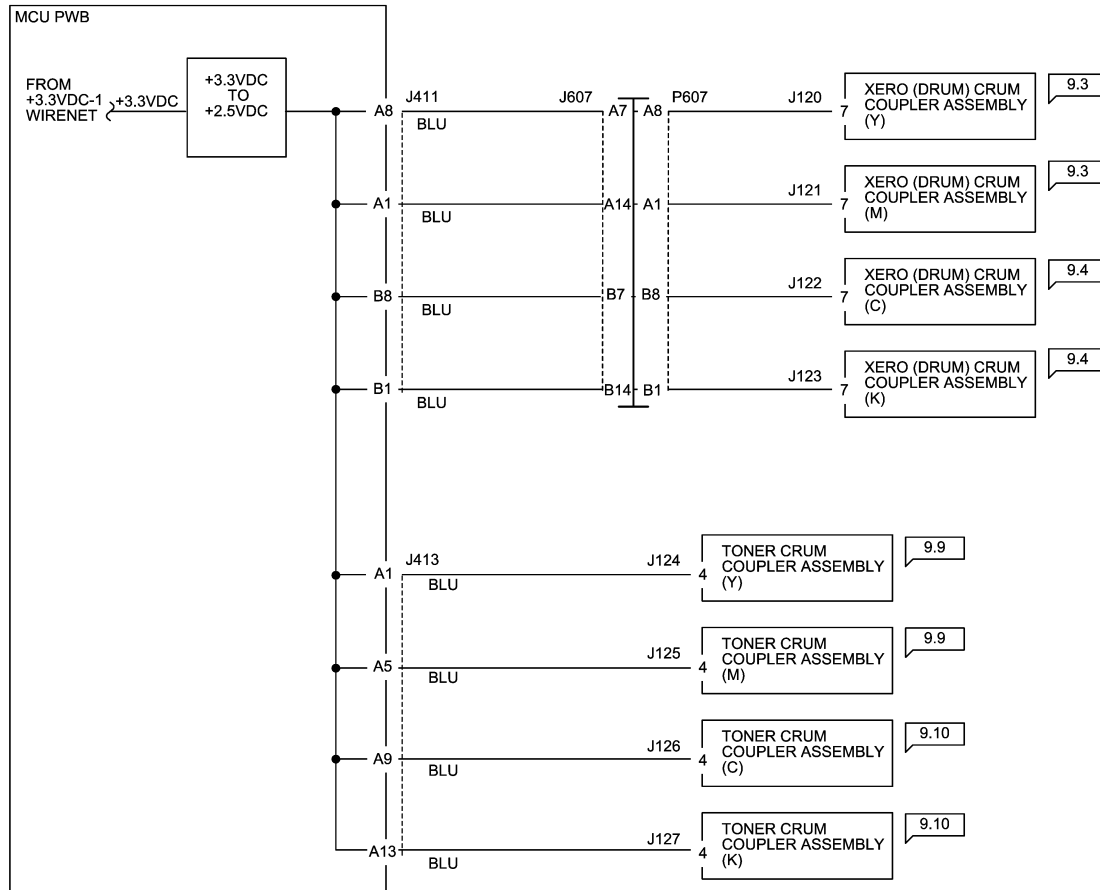 MCU PWB
FROM
+3.3VDC-1
WIRENET
+3.3VDC
+3.3VDC
TO
+2.5VDC
A8 J411 BLU J607 A7 A8 P607 J120 7
XERO (DRUM) CRUM
COUPLER ASSEMBLY
(Y)
9.3
A1 BLU A14 A1 J121 7
XERO (DRUM) CRUM
COUPLER ASSEMBLY
(M)
9.3
B8 BLU B7 B8 J122 7
XERO (DRUM) CRUM
COUPLER ASSEMBLY
(C)
9.4
B1 BLU B14 B1 J123 7
XERO (DRUM) CRUM
COUPLER ASSEMBLY
(K)
9.4
A1 J413 BLU J124 4
TONER CRUM
COUPLER ASSEMBLY
(Y)
9.9
A5 BLU J125 4
TONER CRUM
COUPLER ASSEMBLY
(M)
9.9
A9 BLU J126 4
TONER CRUM
COUPLER ASSEMBLY
(C)
9.10
A13 BLU J127 4
TONER CRUM
COUPLER ASSEMBLY
(K)
9.10